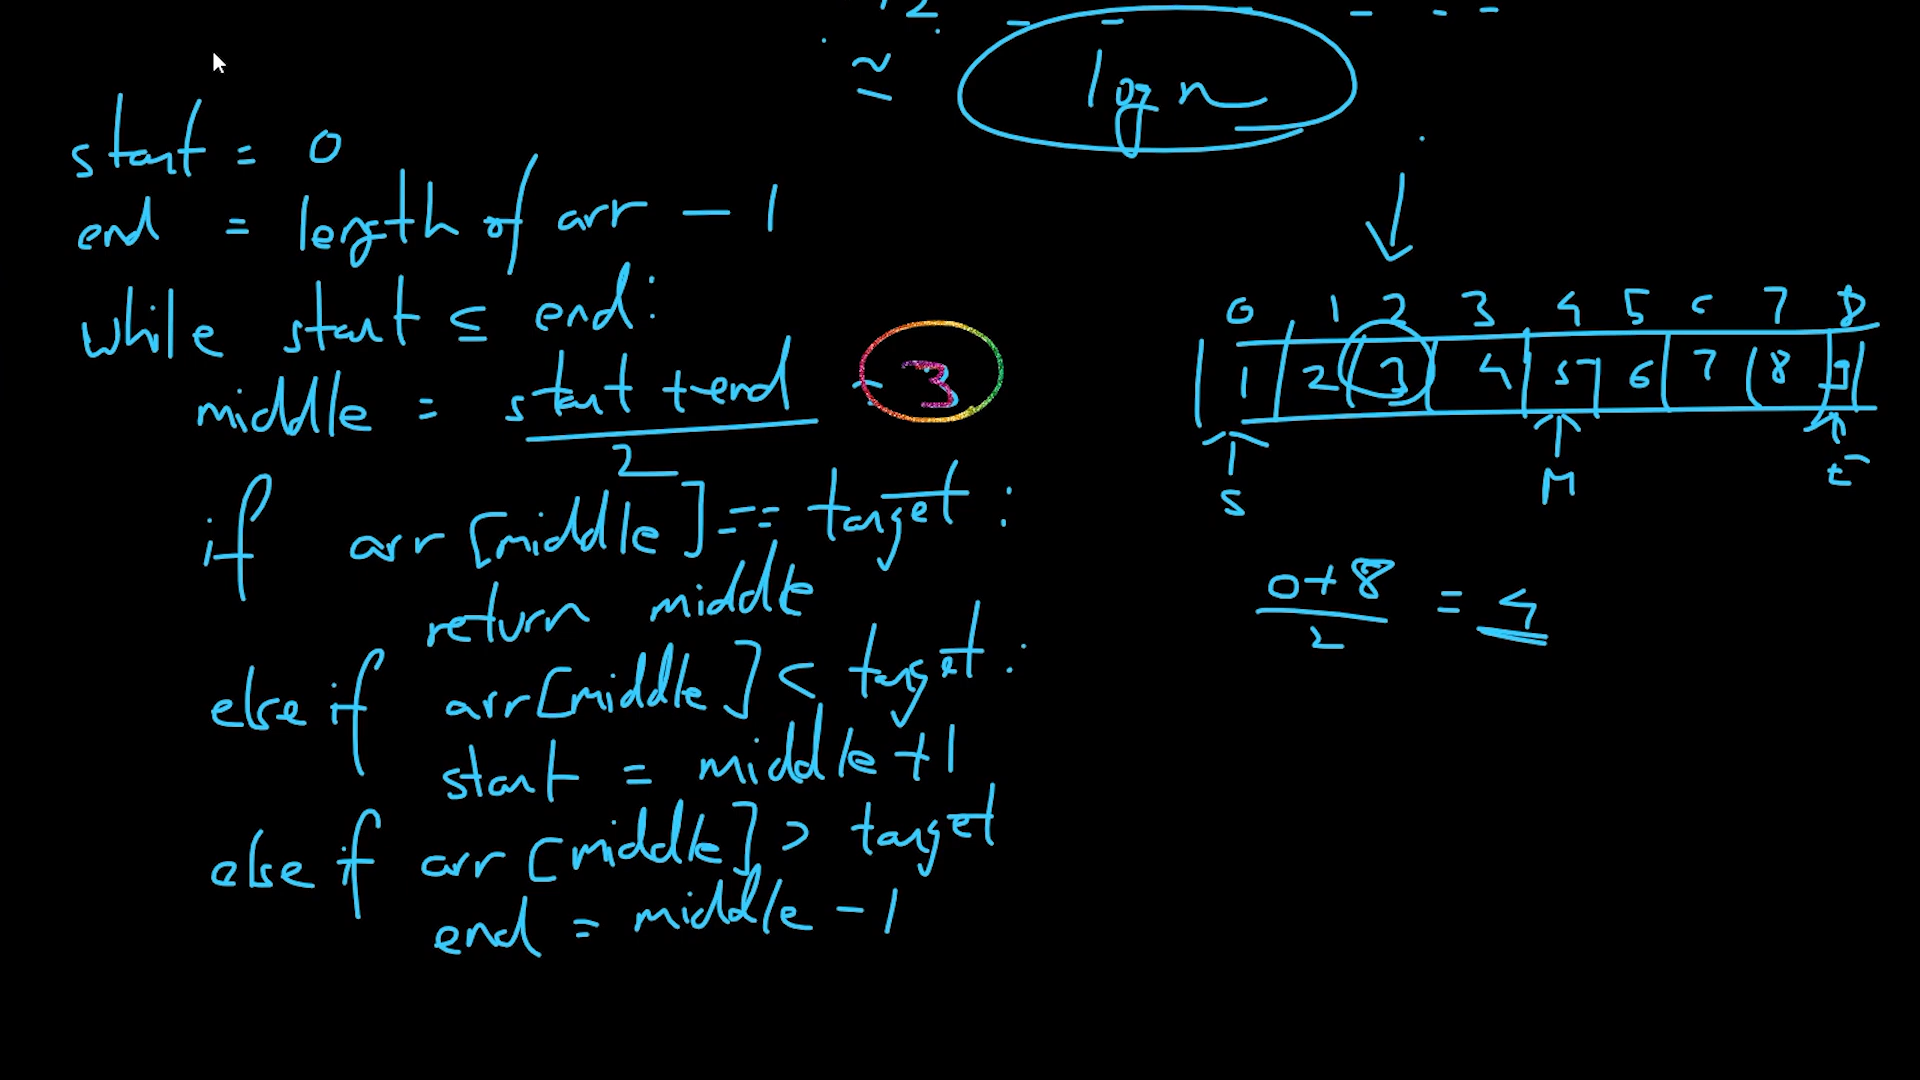 ≃ log n
start = 0
end = length of arr - 1
while start ≤ end:
middle = start + end / 2 = 3
if arr [middle] == target :
return middle
else if arr [middle] < target :
start = middle + 1
else if arr [middle] > target
end = middle - 1
0 1 2 3 4 5 6 7 8
1 2 3 4 5 6 7 8 9
S M E
0 + 8 / 2 = 4